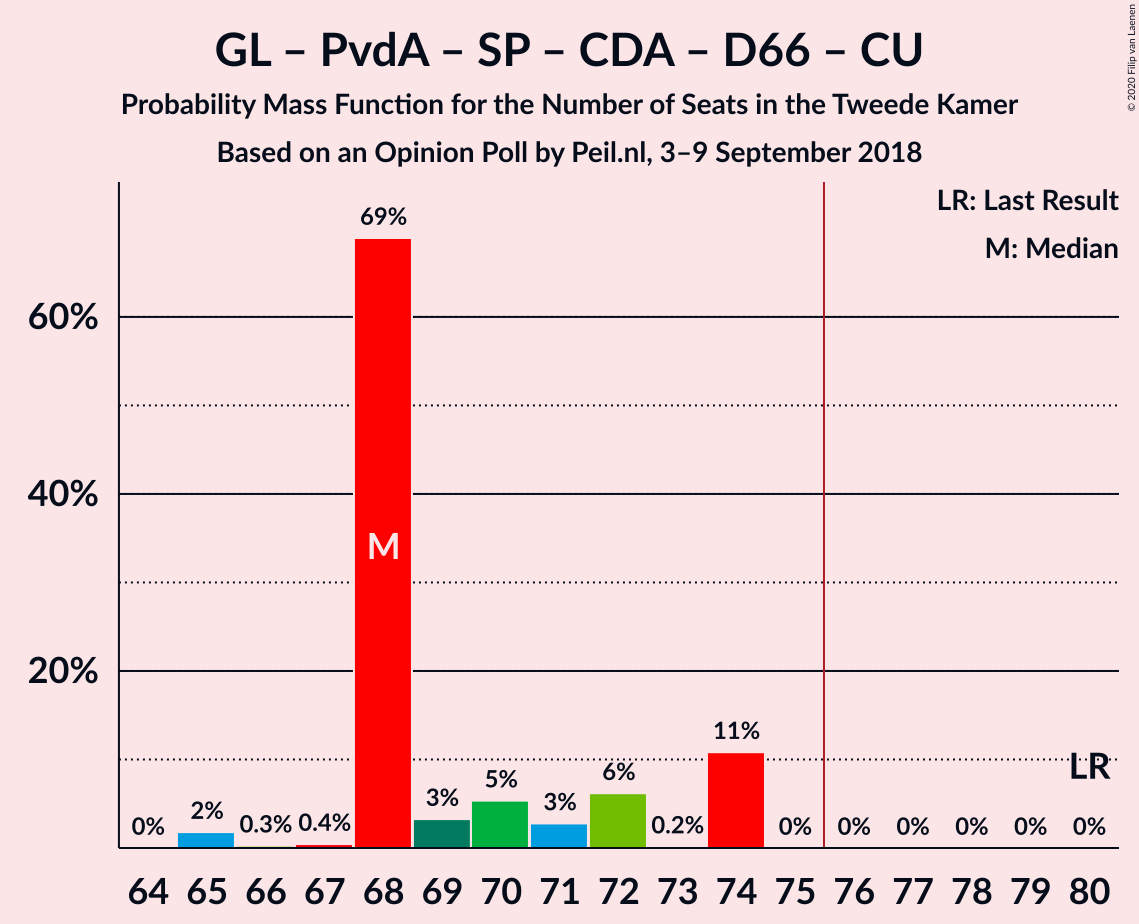 GL – PvdA – SP – CDA – D66 – CU
Probability Mass Function for the Number of Seats in the Tweede Kamer
Based on an Opinion Poll by Peil.nl, 3–9 September 2018
© 2020 Filip van Laenen
LR: Last Result
M: Median
60%
40%
20%
0%
2%
0.3%
0.4%
69%
M
3%
5%
3%
6%
0.2%
11%
0%
0%
0%
0%
0%
0%
LR
64 65 66 67 68 69 70 71 72 73 74 75 76 77 78 79 80